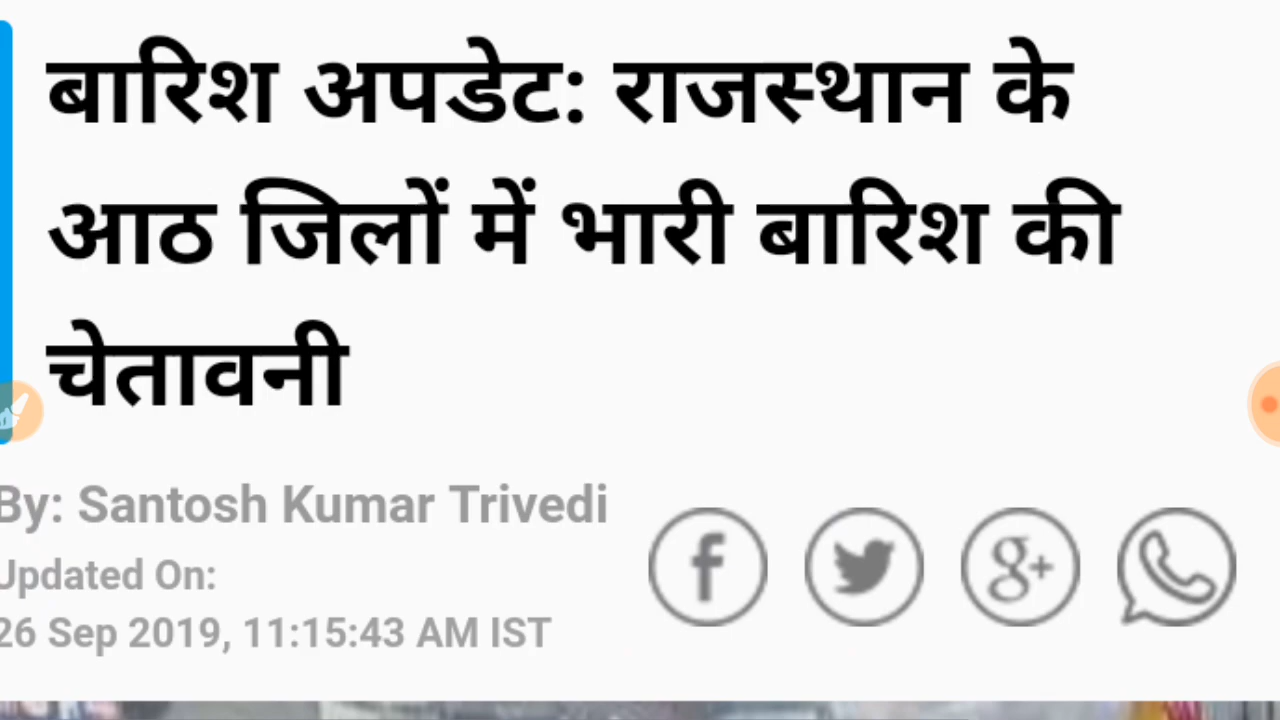 बारिश अपडेट: राजस्थान के
आठ जिलों में भारी बारिश की
चेतावनी
By: Santosh Kumar Trivedi
Updated On:
26 Sep 2019, 11:15:43 AM IST